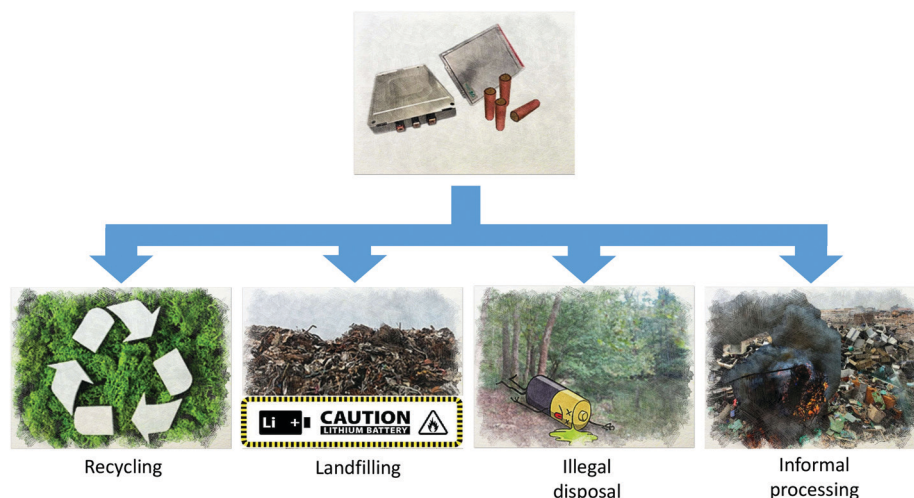 Li +
CAUTION
LITHIUM BATTERY
Recycling
Landfilling
Illegal
disposal
Informal
processing